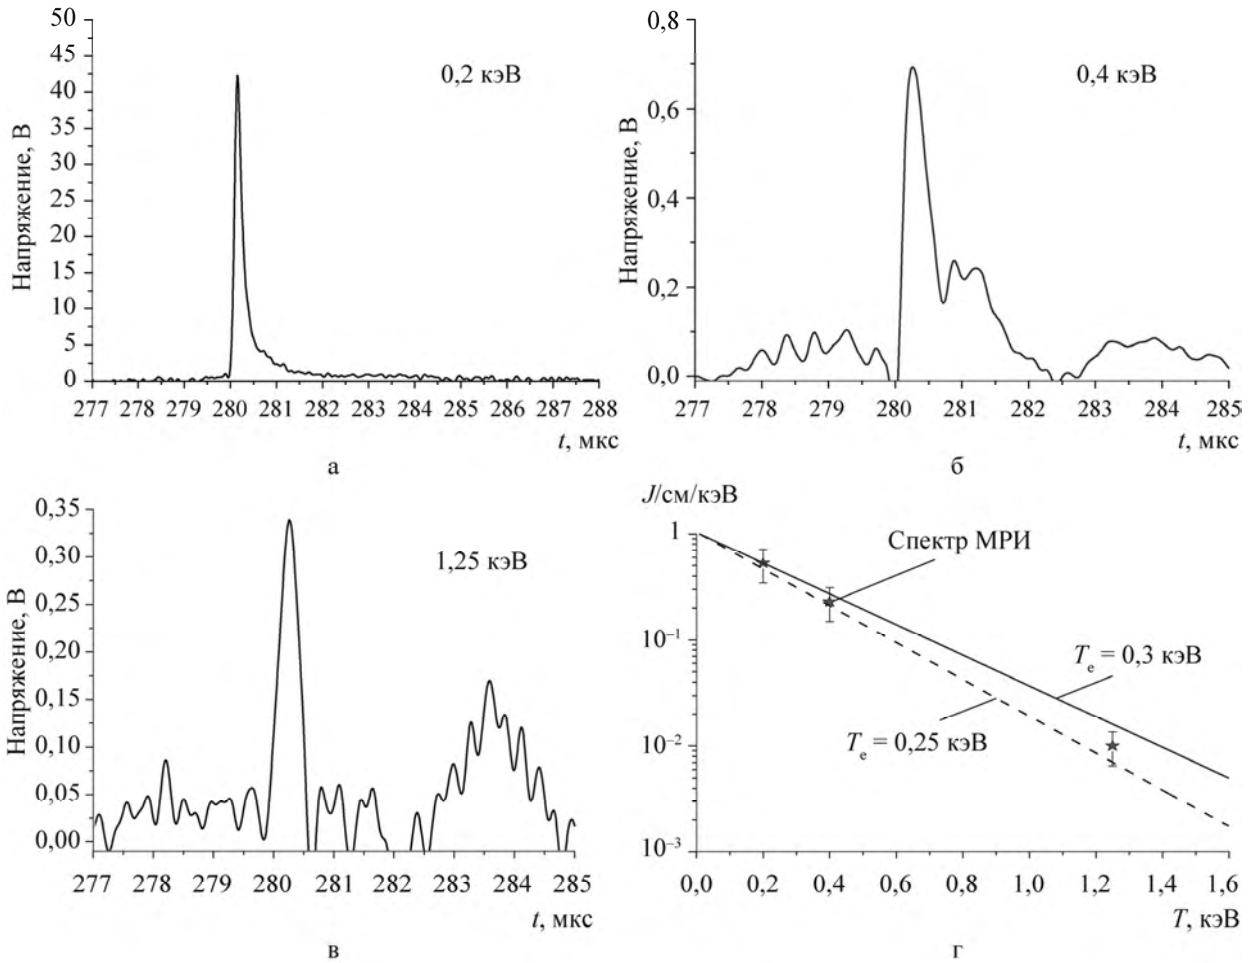 50
45
40
35
30
25
20
15
10
5
0
Напряжение, В
0,2 кэВ
277 278 279 280 281 282 283 284 285 286 287 288
t, мкс
а
0,8
0,6
0,4
0,2
0,0
Напряжение, В
0,4 кэВ
277 278 279 280 281 282 283 284 285
t, мкс
б
0,35
0,30
0,25
0,20
0,15
0,10
0,05
0,00
Напряжение, В
1,25 кэВ
277 278 279 280 281 282 283 284 285
t, мкс
в
J/см/кэВ
1
10⁻¹
10⁻²
10⁻³
Спектр МРИ
Tₑ = 0,3 кэВ
Tₑ = 0,25 кэВ
0,0 0,2 0,4 0,6 0,8 1,0 1,2 1,4 1,6
T, кэВ
г